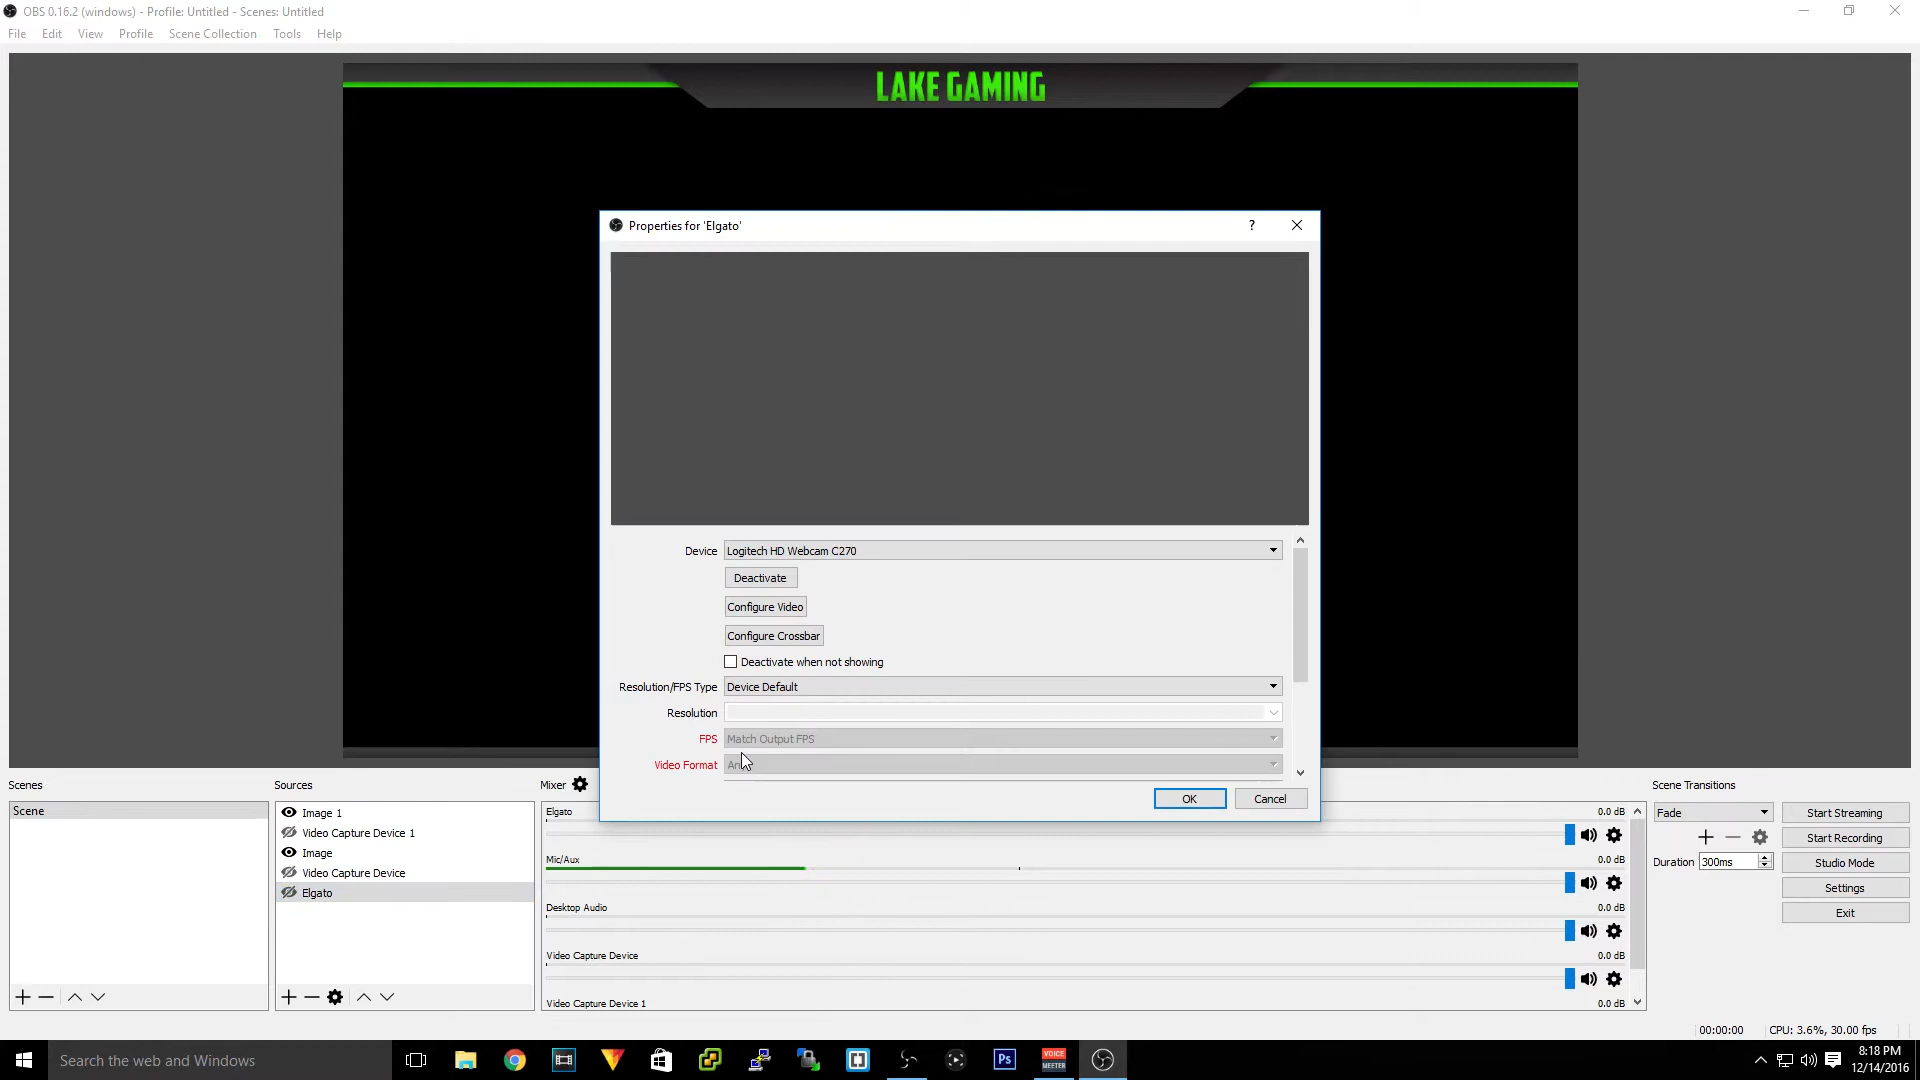 OBS 0.16.2 (windows) - Profile: Untitled - Scenes: Untitled
File Edit View Profile Scene Collection Tools Help
LAKE GAMING
Properties for 'Elgato'
?
Device Logitech HD Webcam C270
Deactivate
Configure Video
Configure Crossbar
Deactivate when not showing
Resolution/FPS Type Device Default
Resolution
FPS Match Output FPS
Video Format
OK Cancel
Scenes
Scene
Sources
Image 1
Video Capture Device 1
Image
Video Capture Device
Elgato
Mixer
Elgato 0.0 dB
Mic/Aux 0.0 dB
Desktop Audio 0.0 dB
Video Capture Device 0.0 dB
Video Capture Device 1 0.0 dB
Scene Transitions
Fade
Duration 300ms
Start Streaming
Start Recording
Studio Mode
Settings
Exit
00:00:00 CPU: 3.6%, 30.00 fps
Search the web and Windows
Ps
VOICE
MEETER
8:18 PM
12/14/2016